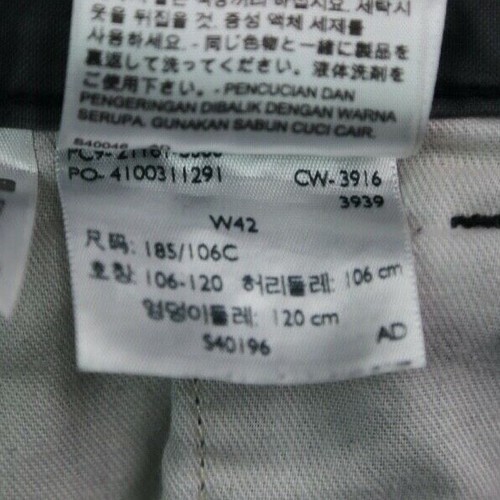 옷을 뒤집을 것. 중성 액체 세제를
사용하세요. - 同じ色物と一緒に製品を
裏返して洗ってください。液体洗剤を
ご使用下さい。- PENCUCIAN DAN
PENGERINGAN DIBALIK DENGAN WARNA
SERUPA. GUNAKAN SABUN CUCI CAIR.
PO- 4100311291 CW- 3916
3939
W42
尺码: 185/106C
호칭: 106-120 허리둘레: 106 cm
엉덩이둘레: 120 cm
S40196 AD